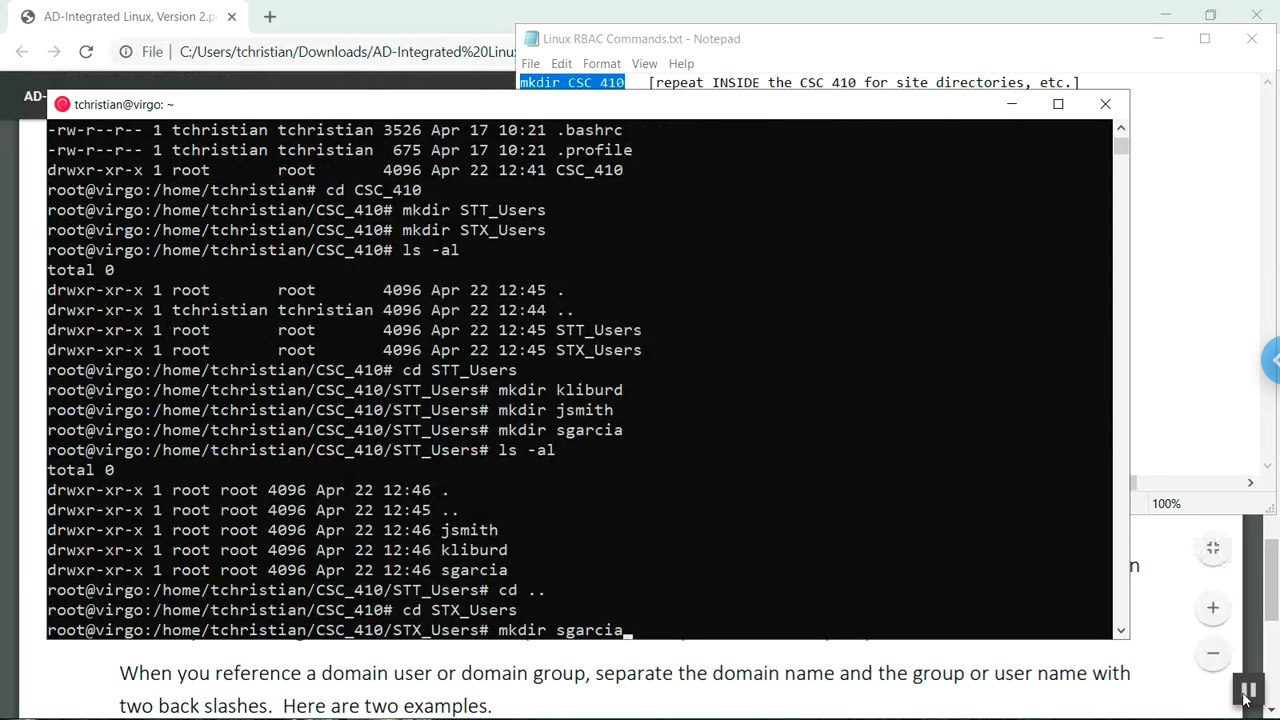 AD-Integrated Linux, Version 2.p
Linux RBAC Commands.txt - Notepad
File C:/Users/tchristian/Downloads/AD-Integrated%20Linu
File Edit Format View Help
mkdir CSC_410 [repeat INSIDE the CSC_410 for site directories, etc.]
AD-
tchristian@virgo: ~
-rw-r--r-- 1 tchristian tchristian 3526 Apr 17 10:21 .bashrc
-rw-r--r-- 1 tchristian tchristian  675 Apr 17 10:21 .profile
drwxr-xr-x 1 root       root       4096 Apr 22 12:41 CSC_410
root@virgo:/home/tchristian# cd CSC_410
root@virgo:/home/tchristian/CSC_410# mkdir STT_Users
root@virgo:/home/tchristian/CSC_410# mkdir STX_Users
root@virgo:/home/tchristian/CSC_410# ls -al
total 0
drwxr-xr-x 1 root       root       4096 Apr 22 12:45 .
drwxr-xr-x 1 tchristian tchristian 4096 Apr 22 12:44 ..
drwxr-xr-x 1 root       root       4096 Apr 22 12:45 STT_Users
drwxr-xr-x 1 root       root       4096 Apr 22 12:45 STX_Users
root@virgo:/home/tchristian/CSC_410# cd STT_Users
root@virgo:/home/tchristian/CSC_410/STT_Users# mkdir kliburd
root@virgo:/home/tchristian/CSC_410/STT_Users# mkdir jsmith
root@virgo:/home/tchristian/CSC_410/STT_Users# mkdir sgarcia
root@virgo:/home/tchristian/CSC_410/STT_Users# ls -al
total 0
drwxr-xr-x 1 root root 4096 Apr 22 12:46 .
drwxr-xr-x 1 root root 4096 Apr 22 12:45 ..
drwxr-xr-x 1 root root 4096 Apr 22 12:46 jsmith
drwxr-xr-x 1 root root 4096 Apr 22 12:46 kliburd
drwxr-xr-x 1 root root 4096 Apr 22 12:46 sgarcia
root@virgo:/home/tchristian/CSC_410/STT_Users# cd ..
root@virgo:/home/tchristian/CSC_410# cd STX_Users
root@virgo:/home/tchristian/CSC_410/STX_Users# mkdir sgarcia
100%
n
When you reference a domain user or domain group, separate the domain name and the group or user name with
two back slashes.  Here are two examples.